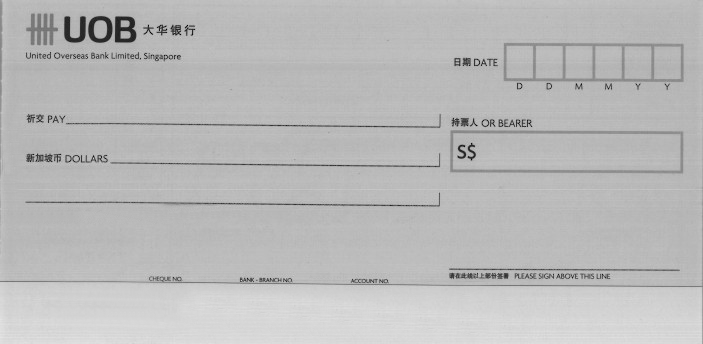 UOB 大华银行
United Overseas Bank Limited, Singapore
日期 DATE
D D M M Y Y
祈交 PAY
持票人 OR BEARER
新加坡币 DOLLARS
S$
请在此线以上部份签署 PLEASE SIGN ABOVE THIS LINE
CHEQUE NO. BANK - BRANCH NO. ACCOUNT NO.